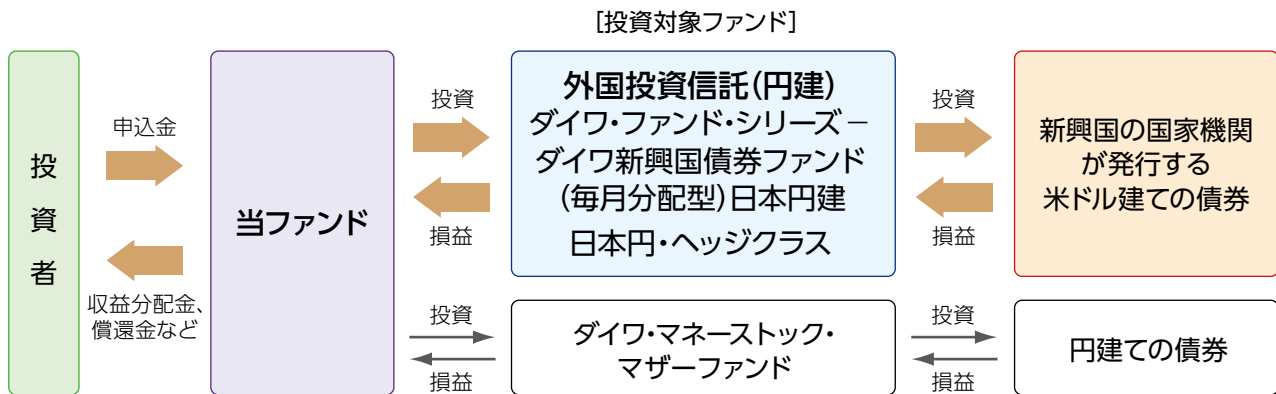 [投資対象ファンド]
投資者
申込金
収益分配金、
償還金など
当ファンド
投資
損益
外国投資信託(円建)
ダイワ・ファンド・シリーズ－
ダイワ新興国債券ファンド
(毎月分配型)日本円建
日本円・ヘッジクラス
投資
損益
新興国の国家機関
が発行する
米ドル建ての債券
投資
損益
ダイワ・マネーストック・
マザーファンド
投資
損益
円建ての債券